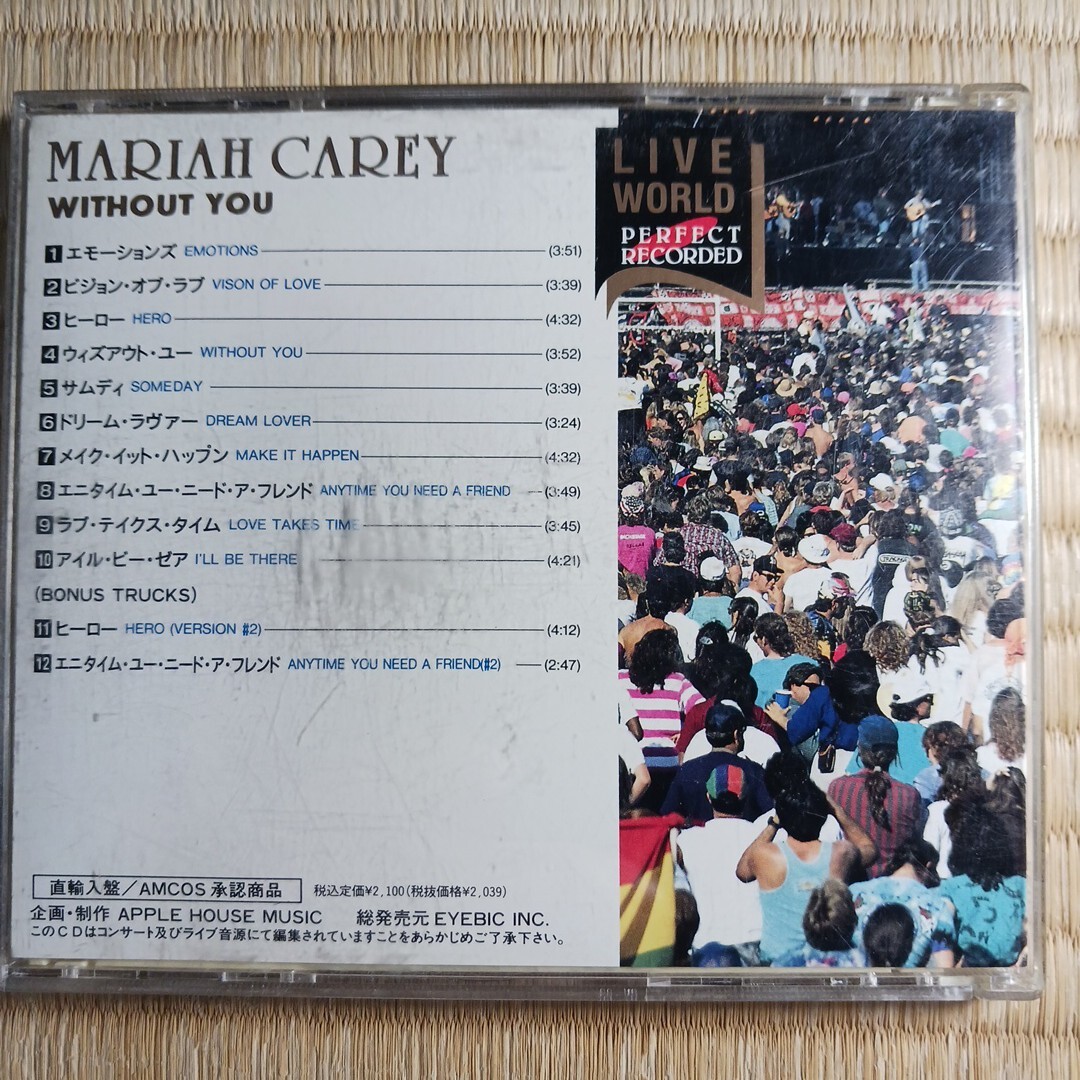 MARIAH CAREY
WITHOUT YOU
1 エモーションズ EMOTIONS (3:51)
2 ビジョン・オブ・ラブ VISON OF LOVE (3:39)
3 ヒーロー HERO (4:32)
4 ウィズアウト・ユー WITHOUT YOU (3:52)
5 サムディ SOMEDAY (3:39)
6 ドリーム・ラヴァー DREAM LOVER (3:24)
7 メイク・イット・ハップン MAKE IT HAPPEN (4:32)
8 エニタイム・ユー・ニード・ア・フレンド ANYTIME YOU NEED A FRIEND (3:49)
9 ラブ・テイクス・タイム LOVE TAKES TIME (3:45)
10 アイル・ビー・ゼア I'LL BE THERE (4:21)
(BONUS TRUCKS)
11 ヒーロー HERO (VERSION #2) (4:12)
12 エニタイム・ユー・ニード・ア・フレンド ANYTIME YOU NEED A FRIEND(#2) (2:47)
直輸入盤/AMCOS承認商品 税込定価¥2,100(税抜価格¥2,039)
企画・制作 APPLE HOUSE MUSIC 総発売元 EYEBIC INC.
このCDはコンサート及びライブ音源にて編集されていますことをあらかじめご了承下さい。
LIVE
WORLD
PERFECT
RECORDED